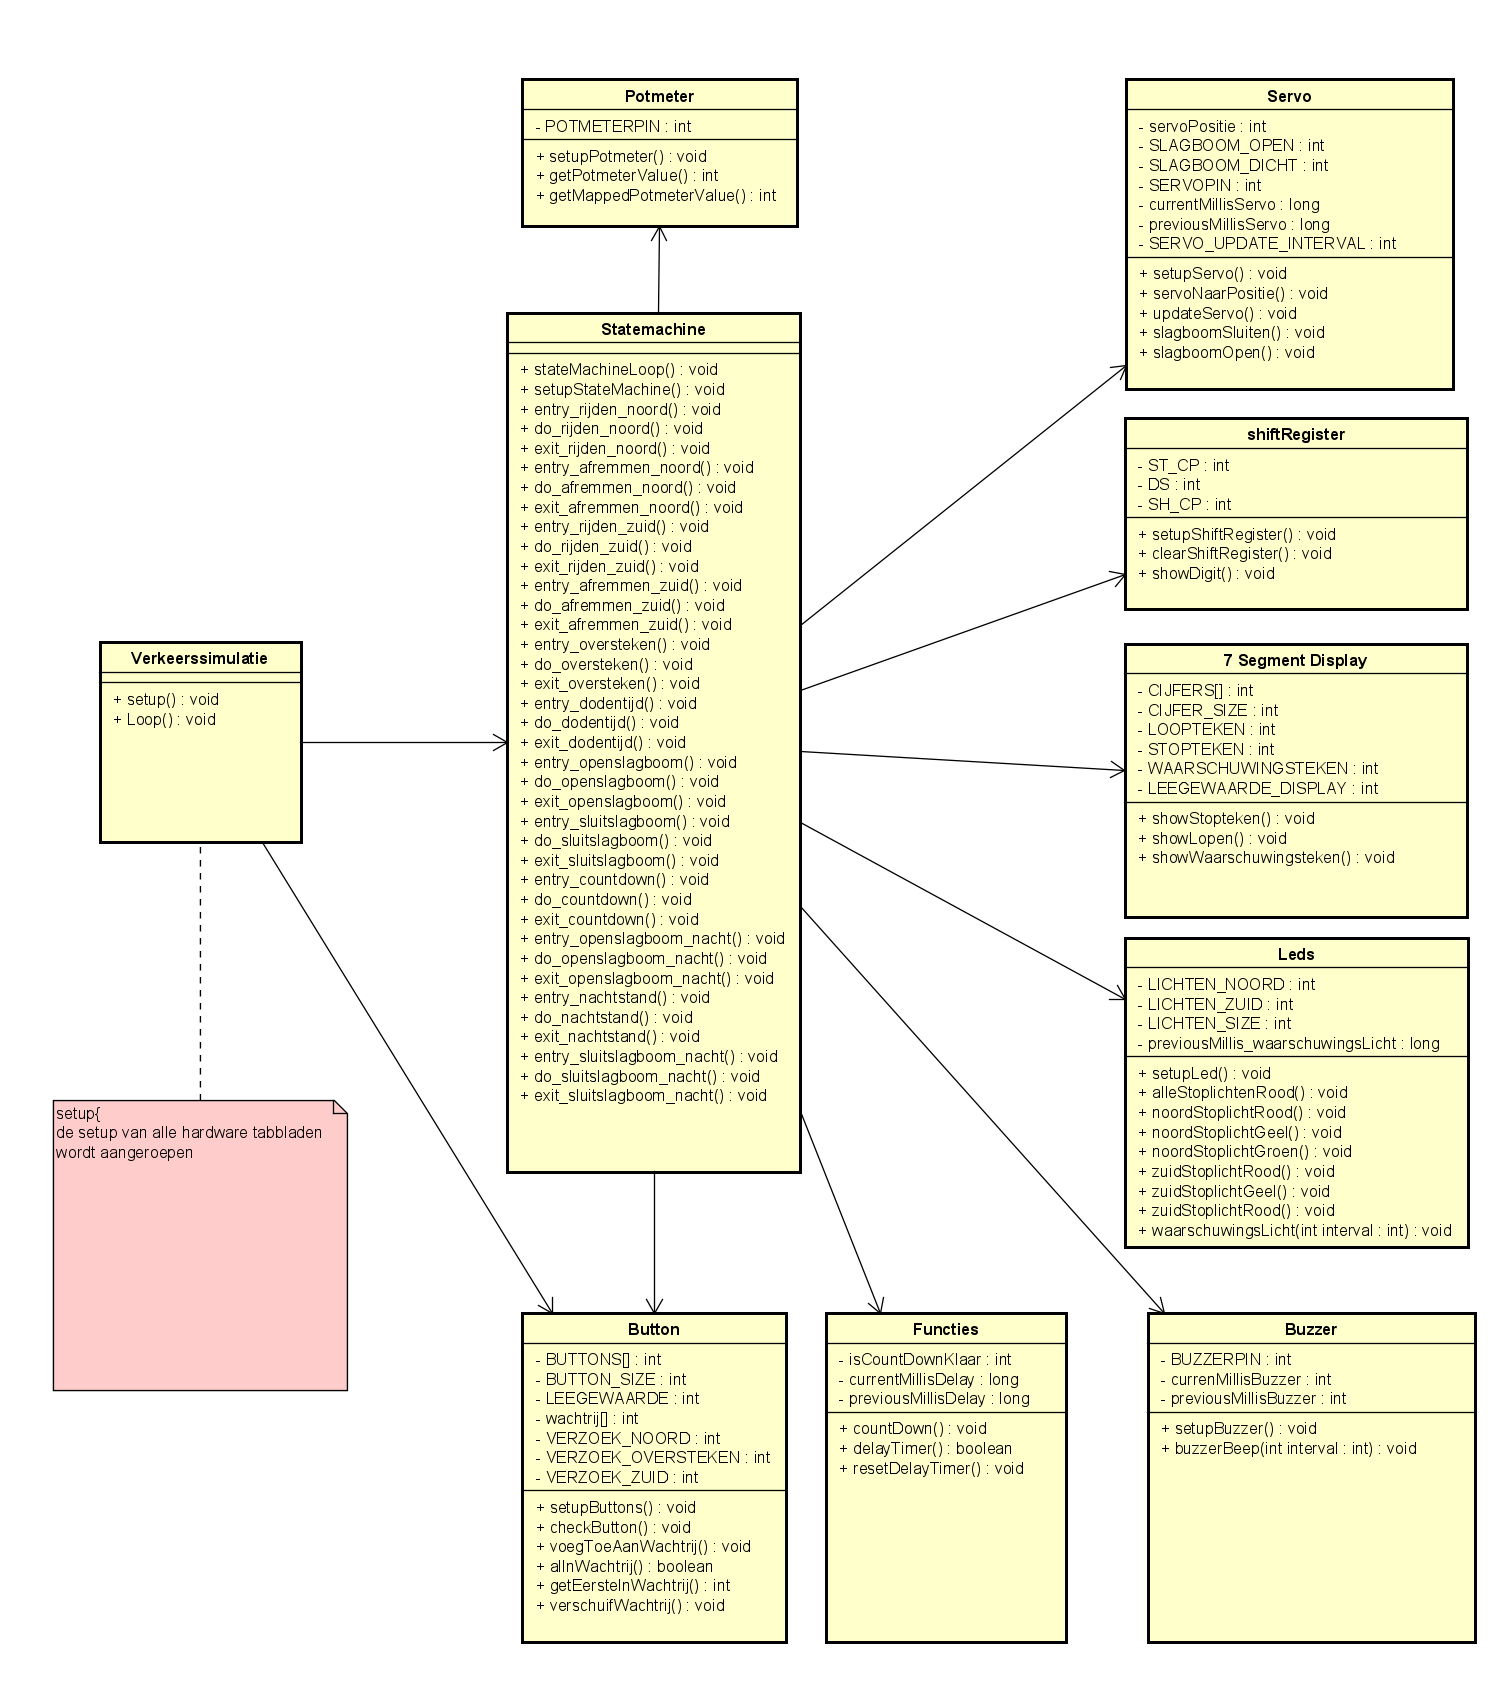 Potmeter
- POTMETERPIN : int
+ setupPotmeter() : void
+ getPotmeterValue() : int
+ getMappedPotmeterValue() : int
Servo
- servoPositie : int
- SLAGBOOM_OPEN : int
- SLAGBOOM_DICHT : int
- SERVOPIN : int
- currentMillisServo : long
- previousMillisServo : long
- SERVO_UPDATE_INTERVAL : int
+ setupServo() : void
+ servoNaarPositie() : void
+ updateServo() : void
+ slagboomSluiten() : void
+ slagboomOpen() : void
Statemachine
+ stateMachineLoop() : void
+ setupStateMachine() : void
+ entry_rijden_noord() : void
+ do_rijden_noord() : void
+ exit_rijden_noord() : void
+ entry_afremmen_noord() : void
+ do_afremmen_noord() : void
+ exit_afremmen_noord() : void
+ entry_rijden_zuid() : void
+ do_rijden_zuid() : void
+ exit_rijden_zuid() : void
+ entry_afremmen_zuid() : void
+ do_afremmen_zuid() : void
+ exit_afremmen_zuid() : void
+ entry_oversteken() : void
+ do_oversteken() : void
+ exit_oversteken() : void
+ entry_dodentijd() : void
+ do_dodentijd() : void
+ exit_dodentijd() : void
+ entry_openslagboom() : void
+ do_openslagboom() : void
+ exit_openslagboom() : void
+ entry_sluitslagboom() : void
+ do_sluitslagboom() : void
+ exit_sluitslagboom() : void
+ entry_countdown() : void
+ do_countdown() : void
+ exit_countdown() : void
+ entry_openslagboom_nacht() : void
+ do_openslagboom_nacht() : void
+ exit_openslagboom_nacht() : void
+ entry_nachtstand() : void
+ do_nachtstand() : void
+ exit_nachtstand() : void
+ entry_sluitslagboom_nacht() : void
+ do_sluitslagboom_nacht() : void
+ exit_sluitslagboom_nacht() : void
shiftRegister
- ST_CP : int
- DS : int
- SH_CP : int
+ setupShiftRegister() : void
+ clearShiftRegister() : void
+ showDigit() : void
Verkeerssimulatie
+ setup() : void
+ Loop() : void
7 Segment Display
- CIJFERS[] : int
- CIJFER_SIZE : int
- LOOPTEKEN : int
- STOPTEKEN : int
- WAARSCHUWINGSTEKEN : int
- LEEGEWAARDE_DISPLAY : int
+ showStopteken() : void
+ showLopen() : void
+ showWaarschuwingsteken() : void
Leds
- LICHTEN_NOORD : int
- LICHTEN_ZUID : int
- LICHTEN_SIZE : int
- previousMillis_waarschuwingsLicht : long
+ setupLed() : void
+ alleStoplichtenRood() : void
+ noordStoplichtRood() : void
+ noordStoplichtGeel() : void
+ noordStoplichtGroen() : void
+ zuidStoplichtRood() : void
+ zuidStoplichtGeel() : void
+ zuidStoplichtRood() : void
+ waarschuwingsLicht(int interval : int) : void
setup{
de setup van alle hardware tabbladen
wordt aangeroepen
Button
- BUTTONS[] : int
- BUTTON_SIZE : int
- LEEGEWAARDE : int
- wachtrij[] : int
- VERZOEK_NOORD : int
- VERZOEK_OVERSTEKEN : int
- VERZOEK_ZUID : int
+ setupButtons() : void
+ checkButton() : void
+ voegToeAanWachtrij() : void
+ alInWachtrij() : boolean
+ getEersteInWachtrij() : int
+ verschuifWachtrij() : void
Functies
- isCountDownKlaar : int
- currentMillisDelay : long
- previousMillisDelay : long
+ countDown() : void
+ delayTimer() : boolean
+ resetDelayTimer() : void
Buzzer
- BUZZERPIN : int
- currenMillisBuzzer : int
- previousMillisBuzzer : int
+ setupBuzzer() : void
+ buzzerBeep(int interval : int) : void